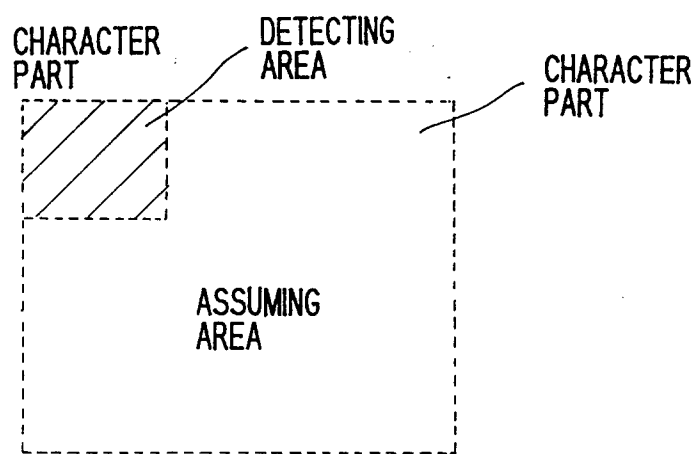 CHARACTER
PART
DETECTING
AREA
CHARACTER
PART
ASSUMING
AREA